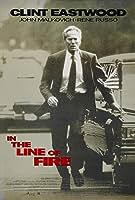 CLINT EASTWOOD
JOHN MALKOVICH · RENE RUSSO
IN
THE
LINE OF
FIRE